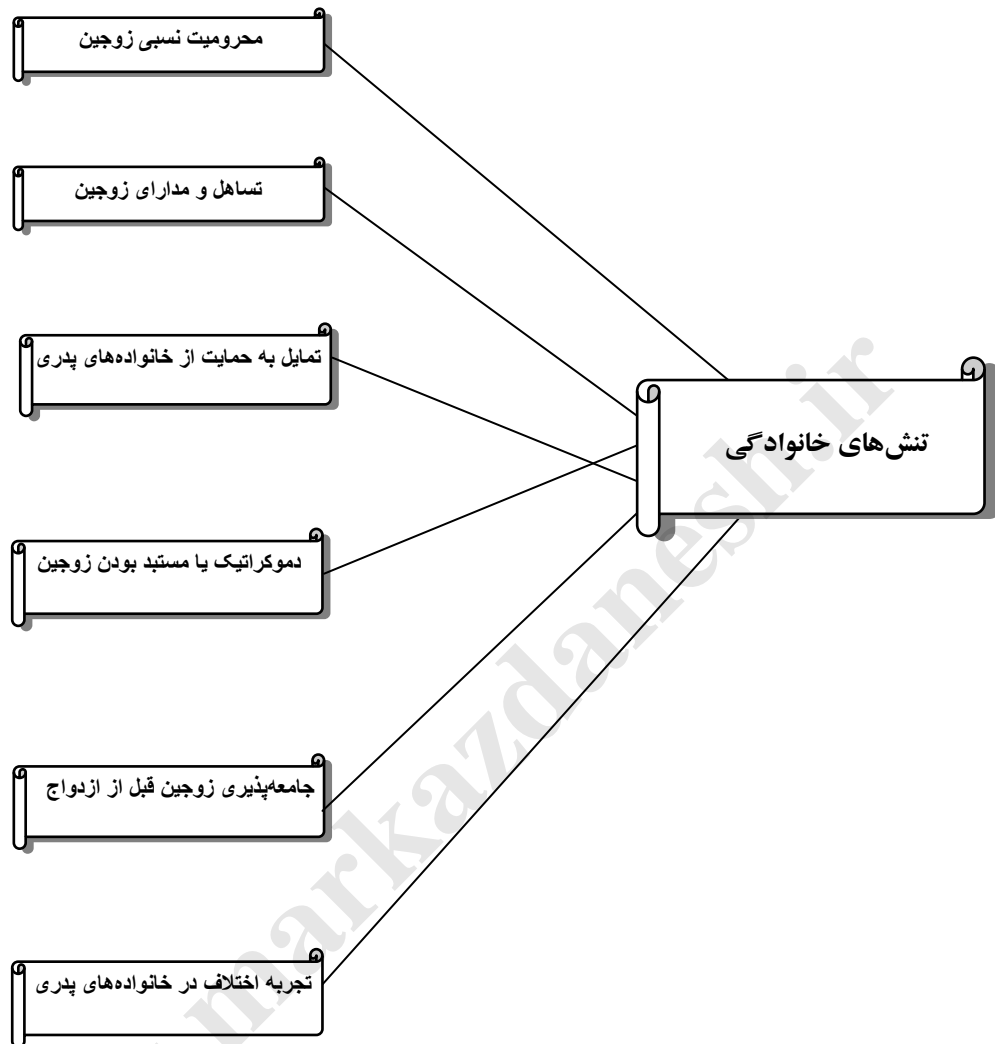 محرومیت نسبی زوجین
تساهل و مدارای زوجین
تمایل به حمایت از خانواده‌های پدری
تنش‌های خانوادگی
دموکراتیک یا مستبد بودن زوجین
جامعه‌پذیری زوجین قبل از ازدواج
تجربه اختلاف در خانواده‌های پدری
markazdanesh.ir